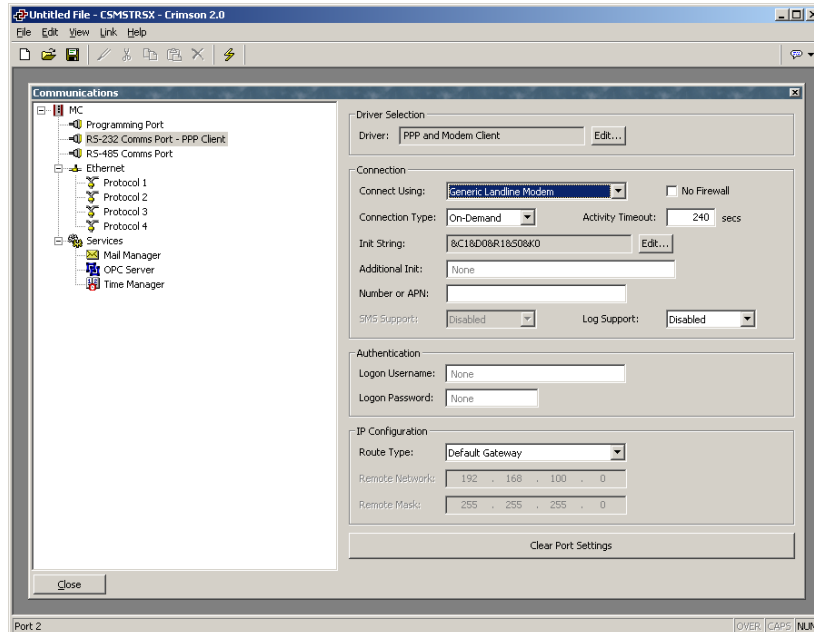 Untitled File - CSMSTRSX - Crimson 2.0
File Edit View Link Help
Communications
MC
Programming Port
RS-232 Comms Port - PPP Client
RS-485 Comms Port
Ethernet
Protocol 1
Protocol 2
Protocol 3
Protocol 4
Services
Mail Manager
OPC Server
Time Manager
Driver Selection
Driver: PPP and Modem Client Edit...
Connection
Connect Using: Generic Landline Modem No Firewall
Connection Type: On-Demand Activity Timeout: 240 secs
Init String: &C1&D0&R1&S0&K0 Edit...
Additional Init: None
Number or APN:
SMS Support: Disabled Log Support: Disabled
Authentication
Logon Username: None
Logon Password: None
IP Configuration
Route Type: Default Gateway
Remote Network: 192 . 168 . 100 . 0
Remote Mask: 255 . 255 . 255 . 0
Clear Port Settings
Close
Port 2 OVER CAPS NUM